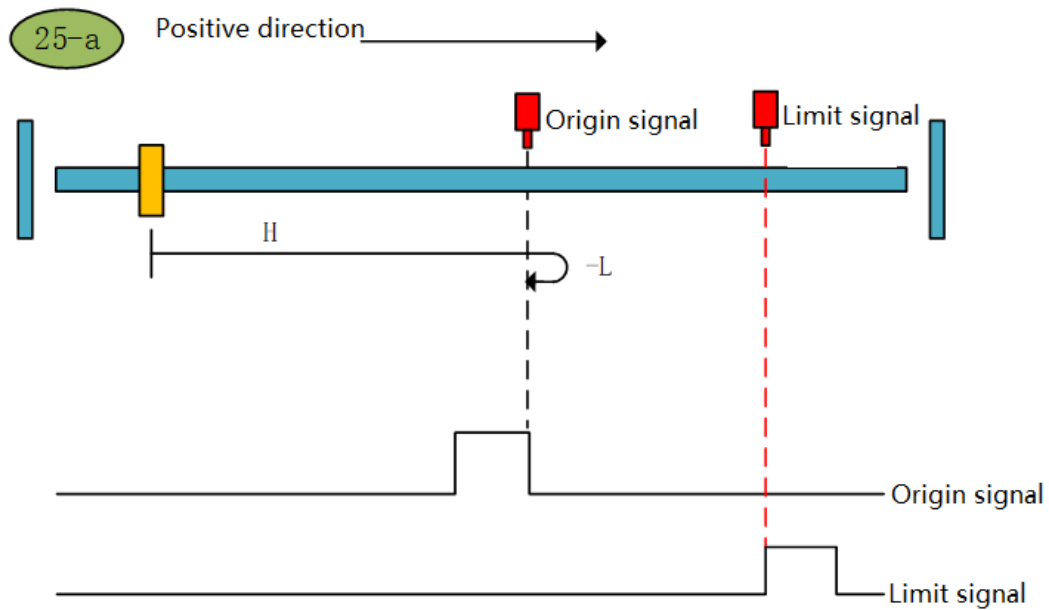 25-a
Positive direction
Origin signal
Limit signal
H
-L
Origin signal
Limit signal